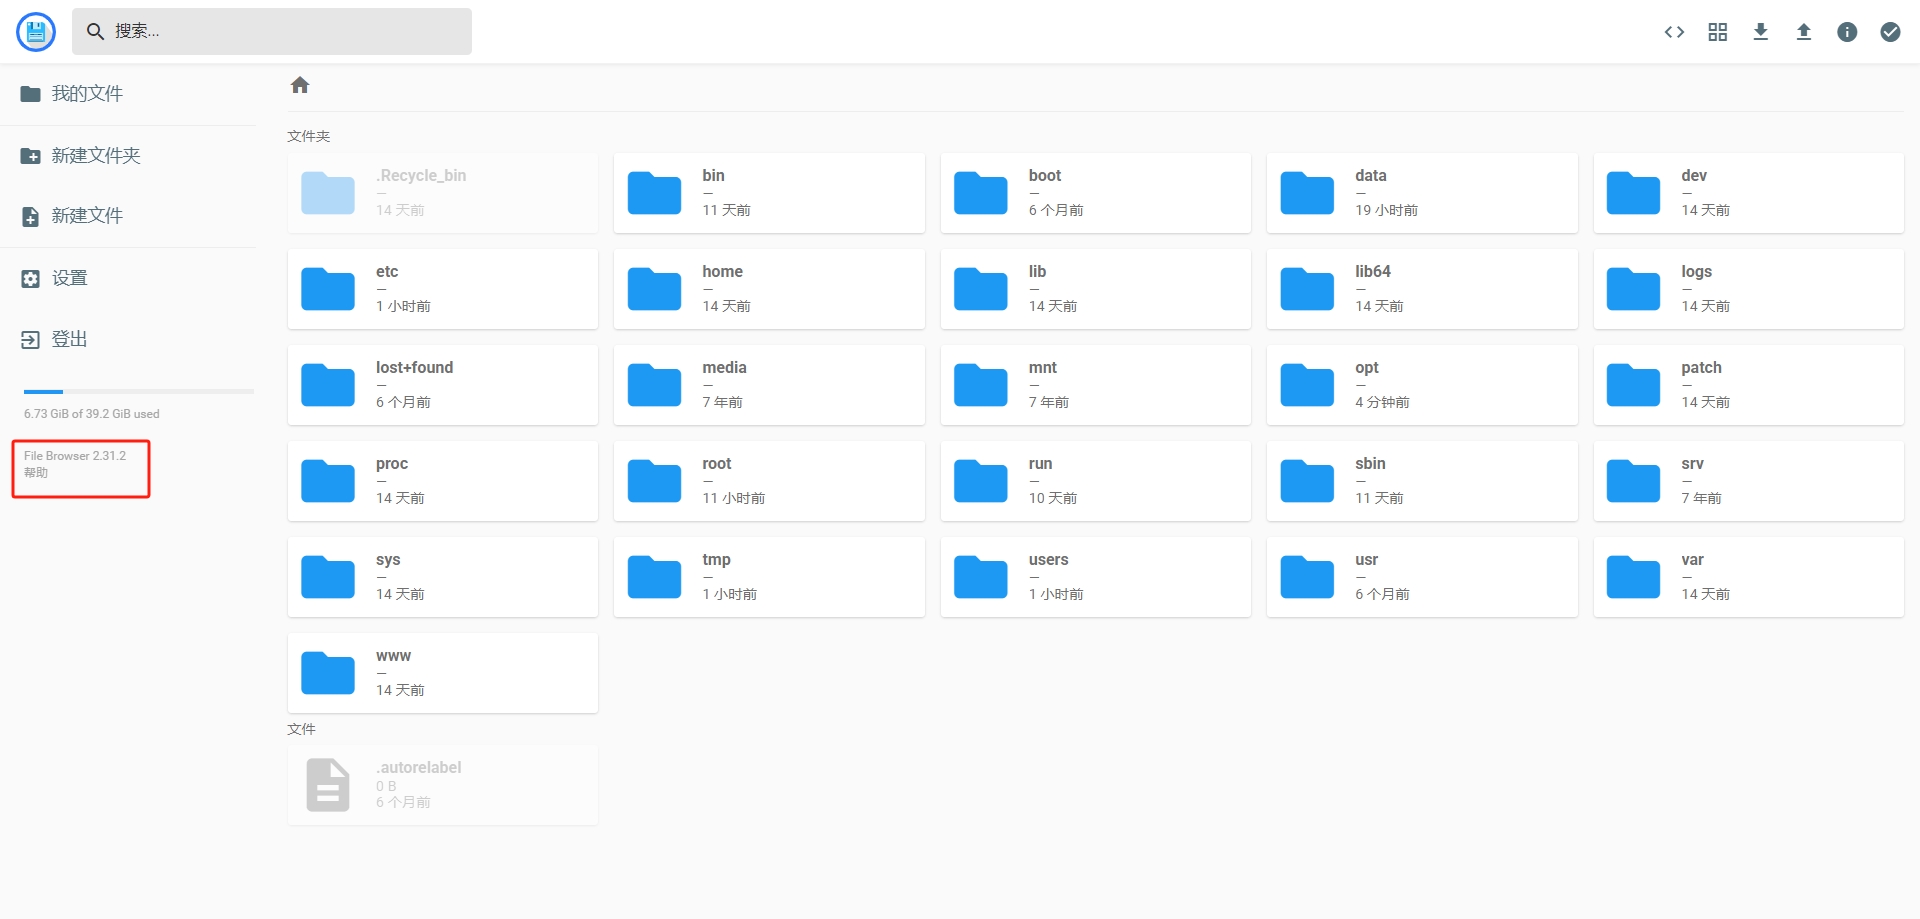 搜索...
我的文件
新建文件夹
新建文件
设置
登出
6.73 GiB of 39.2 GiB used
File Browser 2.31.2
帮助
文件夹
.Recycle_bin
—
14 天前
bin
—
11 天前
boot
—
6 个月前
data
—
19 小时前
dev
—
14 天前
etc
—
1 小时前
home
—
14 天前
lib
—
14 天前
lib64
—
14 天前
logs
—
14 天前
lost+found
—
6 个月前
media
—
7 年前
mnt
—
7 年前
opt
—
4 分钟前
patch
—
14 天前
proc
—
14 天前
root
—
11 小时前
run
—
10 天前
sbin
—
11 天前
srv
—
7 年前
sys
—
14 天前
tmp
—
1 小时前
users
—
1 小时前
usr
—
6 个月前
var
—
14 天前
www
—
14 天前
文件
.autorelabel
0 B
6 个月前